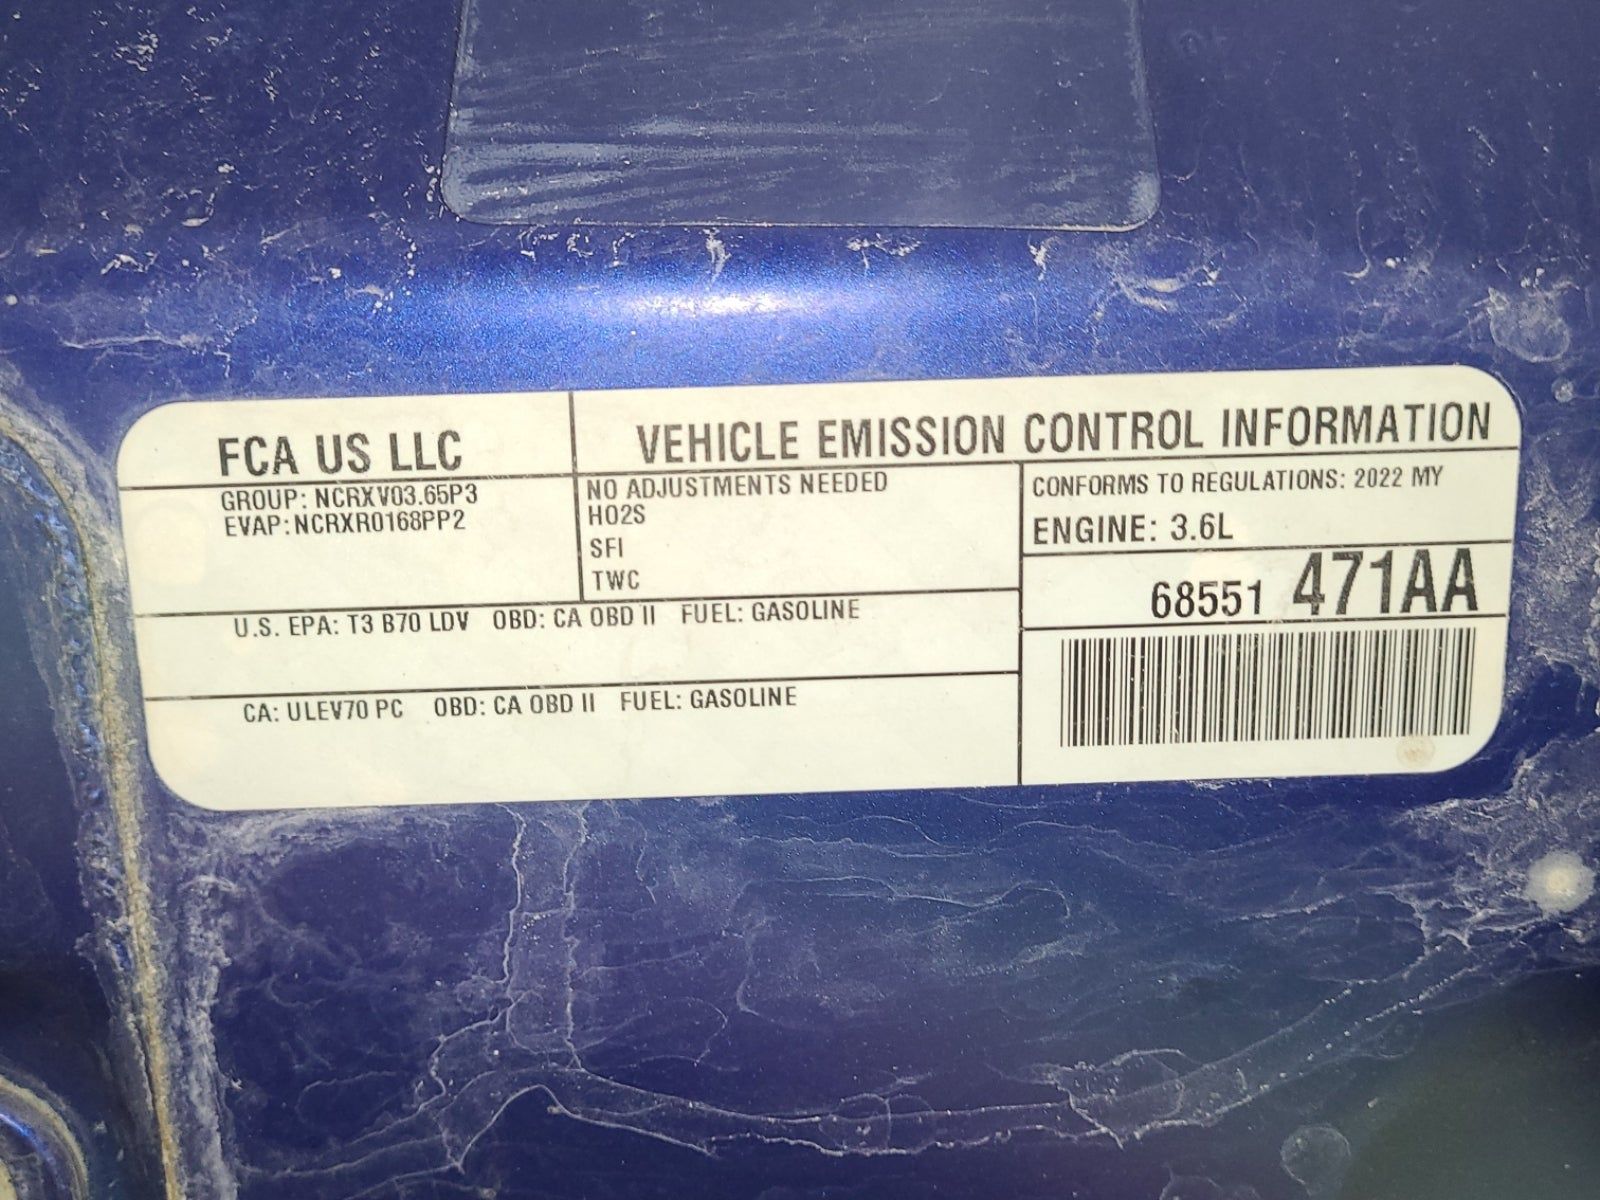 FCA US LLC
VEHICLE EMISSION CONTROL INFORMATION
GROUP: NCRXV03.65P3
EVAP: NCRXR0168PP2
NO ADJUSTMENTS NEEDED
HO2S
SFI
TWC
CONFORMS TO REGULATIONS: 2022 MY
ENGINE: 3.6L
68551 471AA
U.S. EPA: T3 B70 LDV OBD: CA OBD II FUEL: GASOLINE
CA: ULEV70 PC OBD: CA OBD II FUEL: GASOLINE